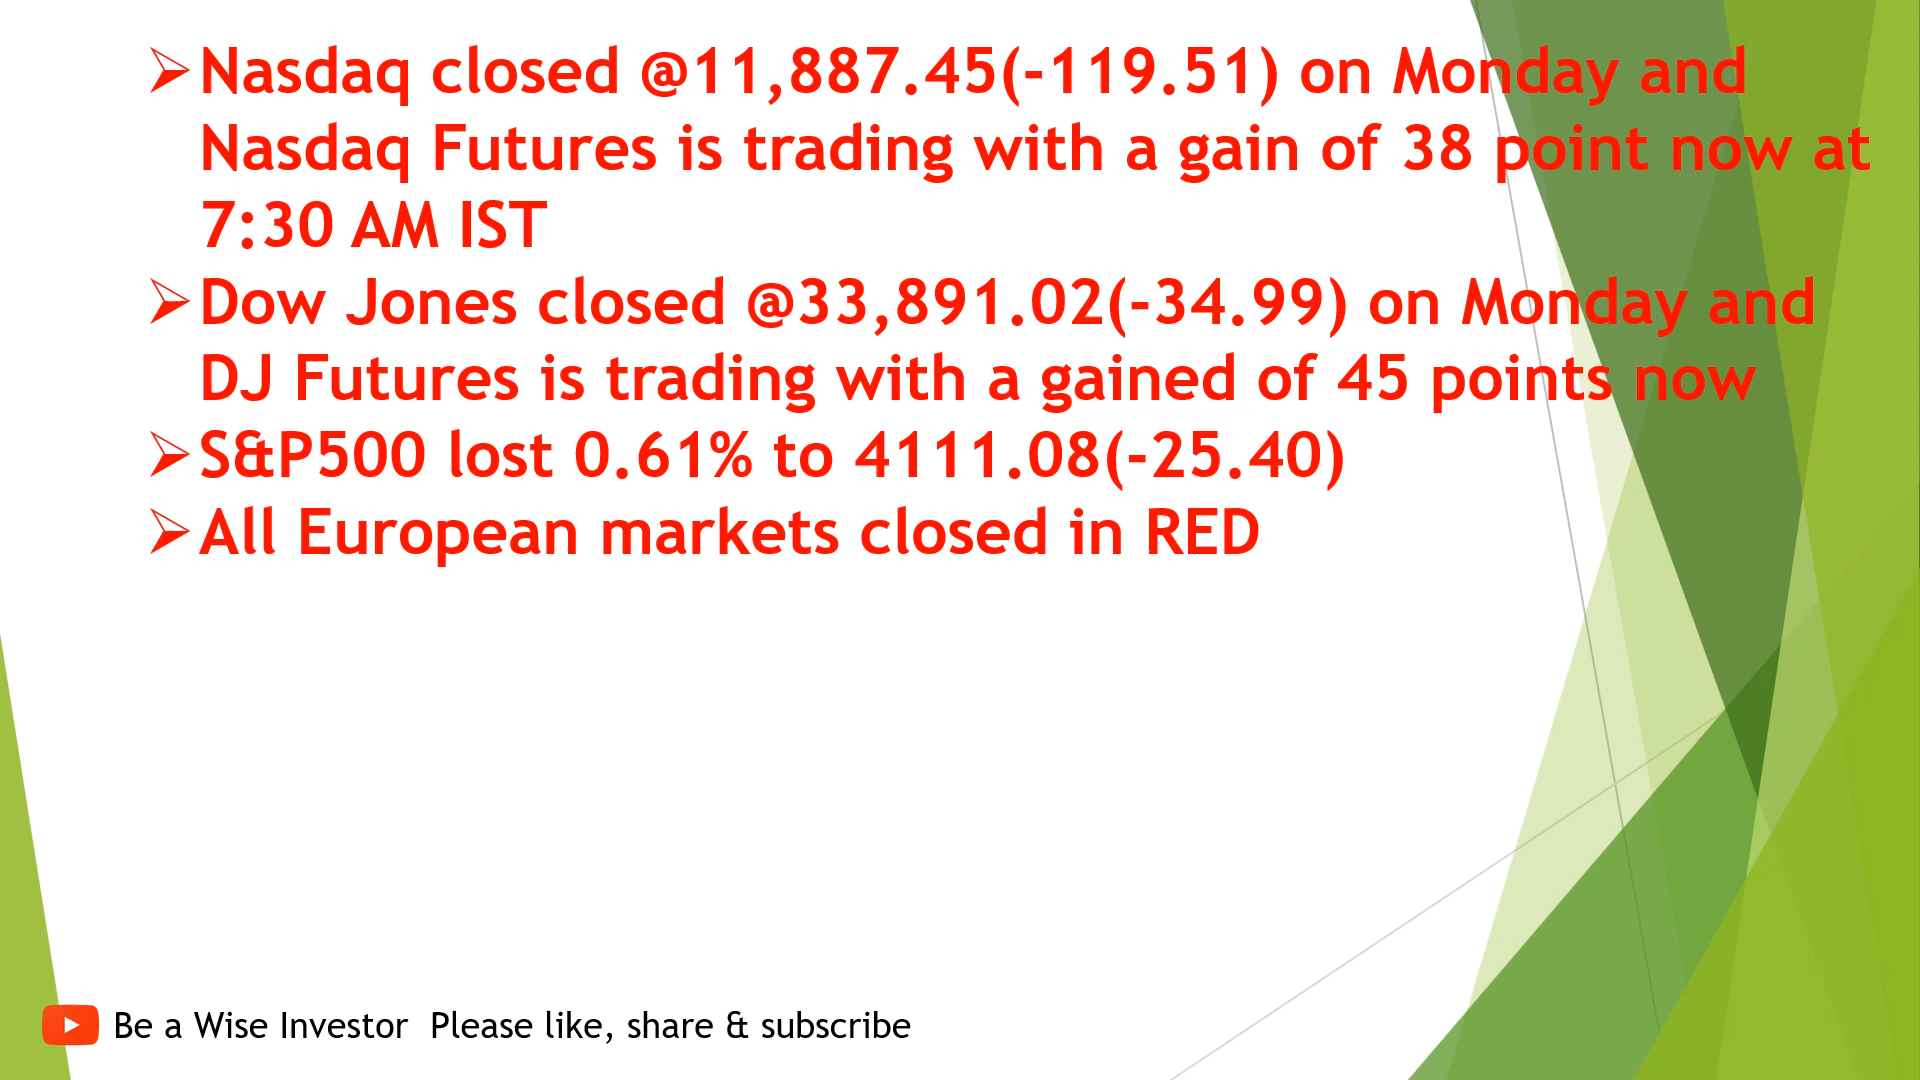 ➢Nasdaq closed @11,887.45(-119.51) on Monday and
Nasdaq Futures is trading with a gain of 38 point now at
7:30 AM IST
➢Dow Jones closed @33,891.02(-34.99) on Monday and
DJ Futures is trading with a gained of 45 points now
➢S&P500 lost 0.61% to 4111.08(-25.40)
➢All European markets closed in RED
Be a Wise Investor  Please like, share & subscribe